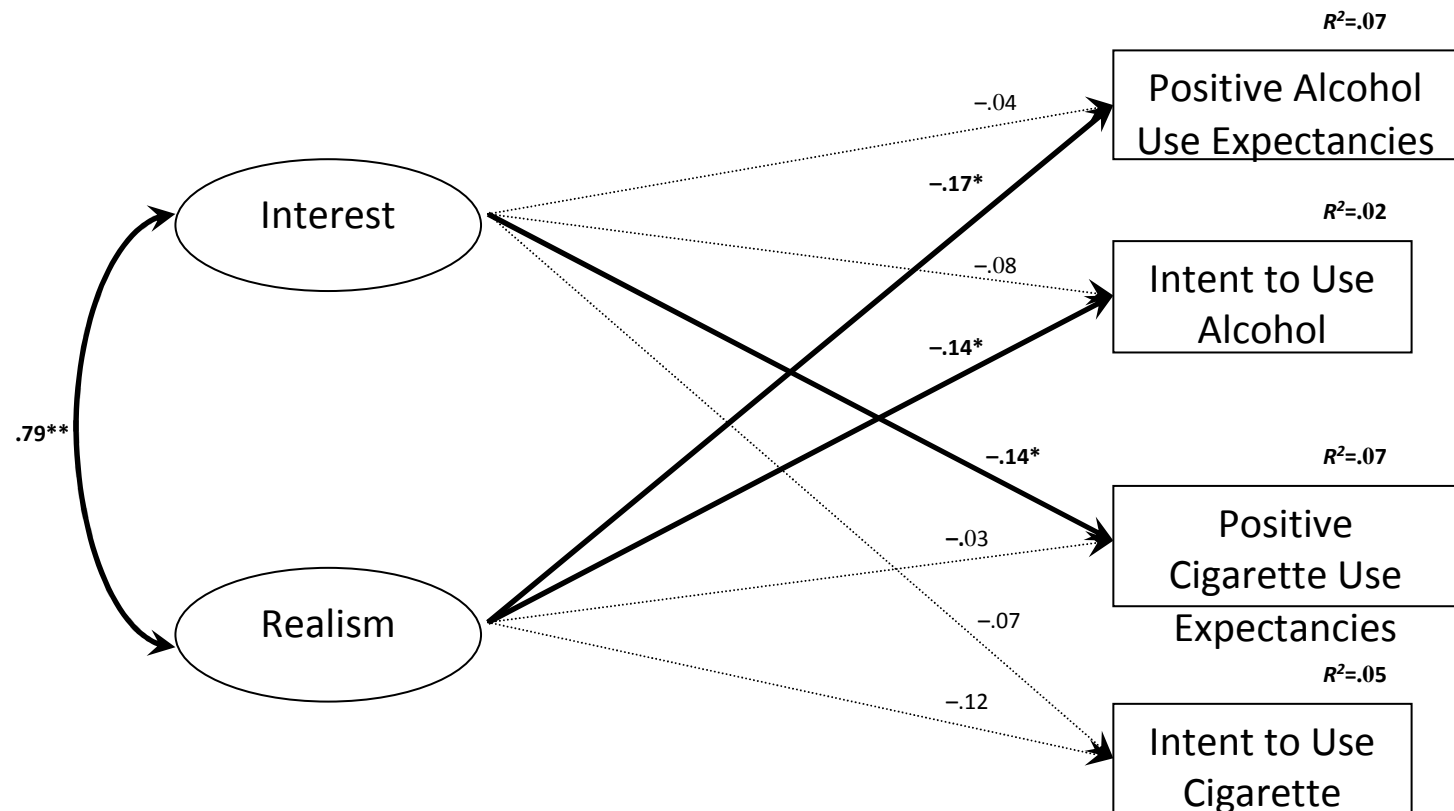 R²=.07
Positive Alcohol
Use Expectancies
–.04
–.17*
Interest
R²=.02
Intent to Use
Alcohol
–.08
–.14*
.79**
–.14*
R²=.07
Positive
Cigarette Use
Expectancies
–.03
Realism
–.07
–.12
R²=.05
Intent to Use
Cigarette